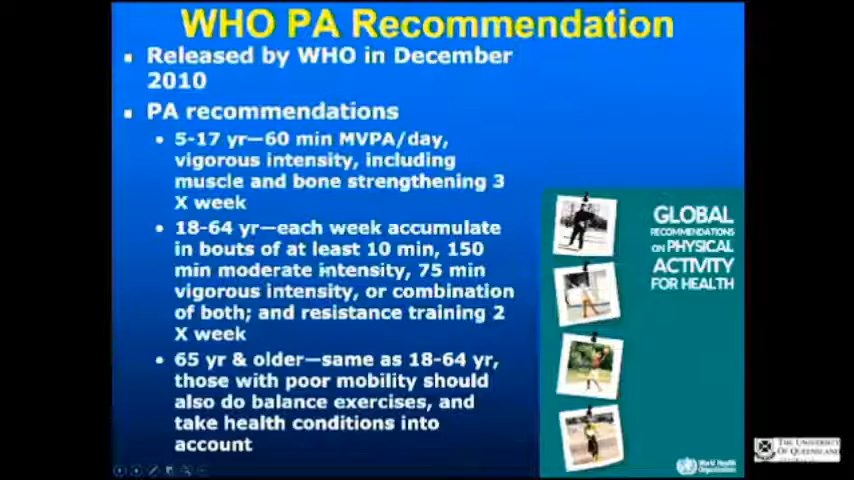 WHO PA Recommendation
▪ Released by WHO in December
2010
▪ PA recommendations
• 5-17 yr—60 min MVPA/day,
vigorous intensity, including
muscle and bone strengthening 3
X week
• 18-64 yr—each week accumulate
in bouts of at least 10 min, 150
min moderate intensity, 75 min
vigorous intensity, or combination
of both; and resistance training 2
X week
• 65 yr & older—same as 18-64 yr,
those with poor mobility should
also do balance exercises, and
take health conditions into
account
GLOBAL
RECOMMENDATIONS
ON PHYSICAL
ACTIVITY
FOR HEALTH
World Health
Organization
THE UNIVERSITY
OF QUEENSLAND